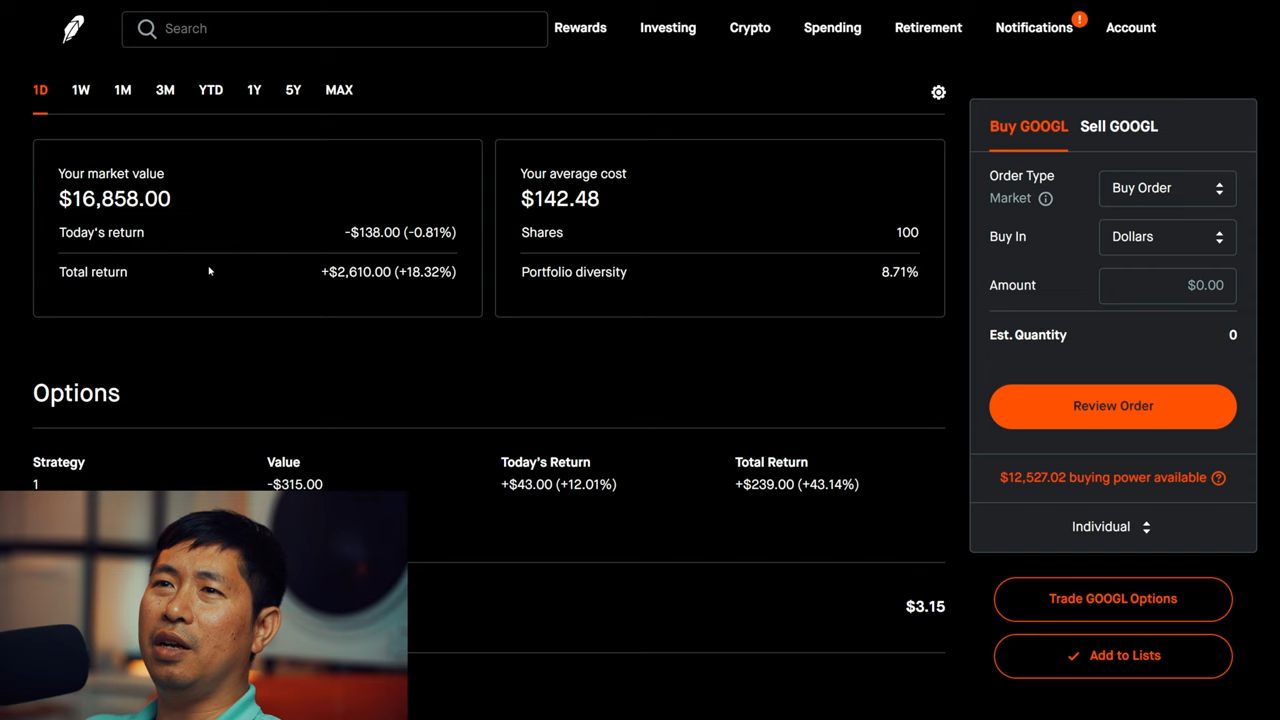 Search
Rewards
Investing
Crypto
Spending
Retirement
Notifications
!
Account
1D
1W
1M
3M
YTD
1Y
5Y
MAX
Your market value
$16,858.00
Today's return -$138.00 (-0.81%)
Total return +$2,610.00 (+18.32%)
Your average cost
$142.48
Shares 100
Portfolio diversity 8.71%
Options
Strategy Value Today's Return Total Return
1 -$315.00 +$43.00 (+12.01%) +$239.00 (+43.14%)
$3.15
Buy GOOGL Sell GOOGL
Order Type
Market
Buy Order
Buy In Dollars
Amount $0.00
Est. Quantity 0
Review Order
$12,527.02 buying power available
Individual
Trade GOOGL Options
Add to Lists